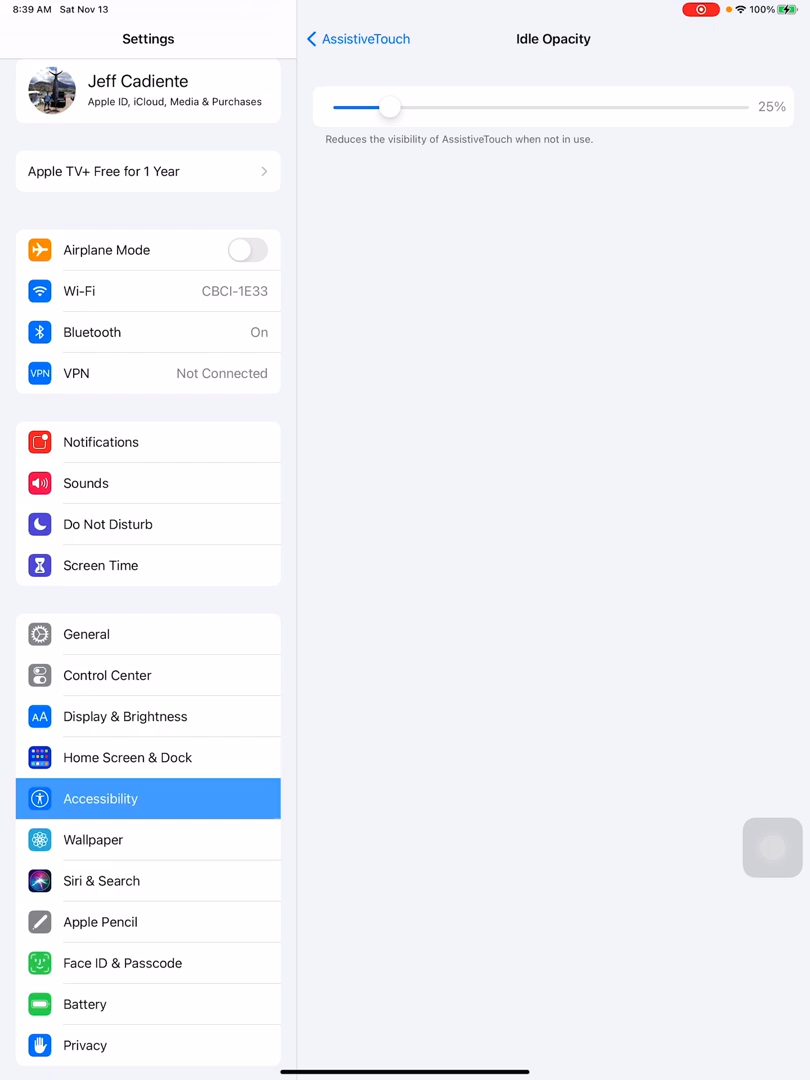 8:39 AM Sat Nov 13
100%
Settings
AssistiveTouch
Idle Opacity
Jeff Cadiente
Apple ID, iCloud, Media & Purchases
25%
Reduces the visibility of AssistiveTouch when not in use.
Apple TV+ Free for 1 Year
Airplane Mode
Wi-Fi CBCI-1E33
Bluetooth On
VPN VPN Not Connected
Notifications
Sounds
Do Not Disturb
Screen Time
General
Control Center
AA Display & Brightness
Home Screen & Dock
Accessibility
Wallpaper
Siri & Search
Apple Pencil
Face ID & Passcode
Battery
Privacy